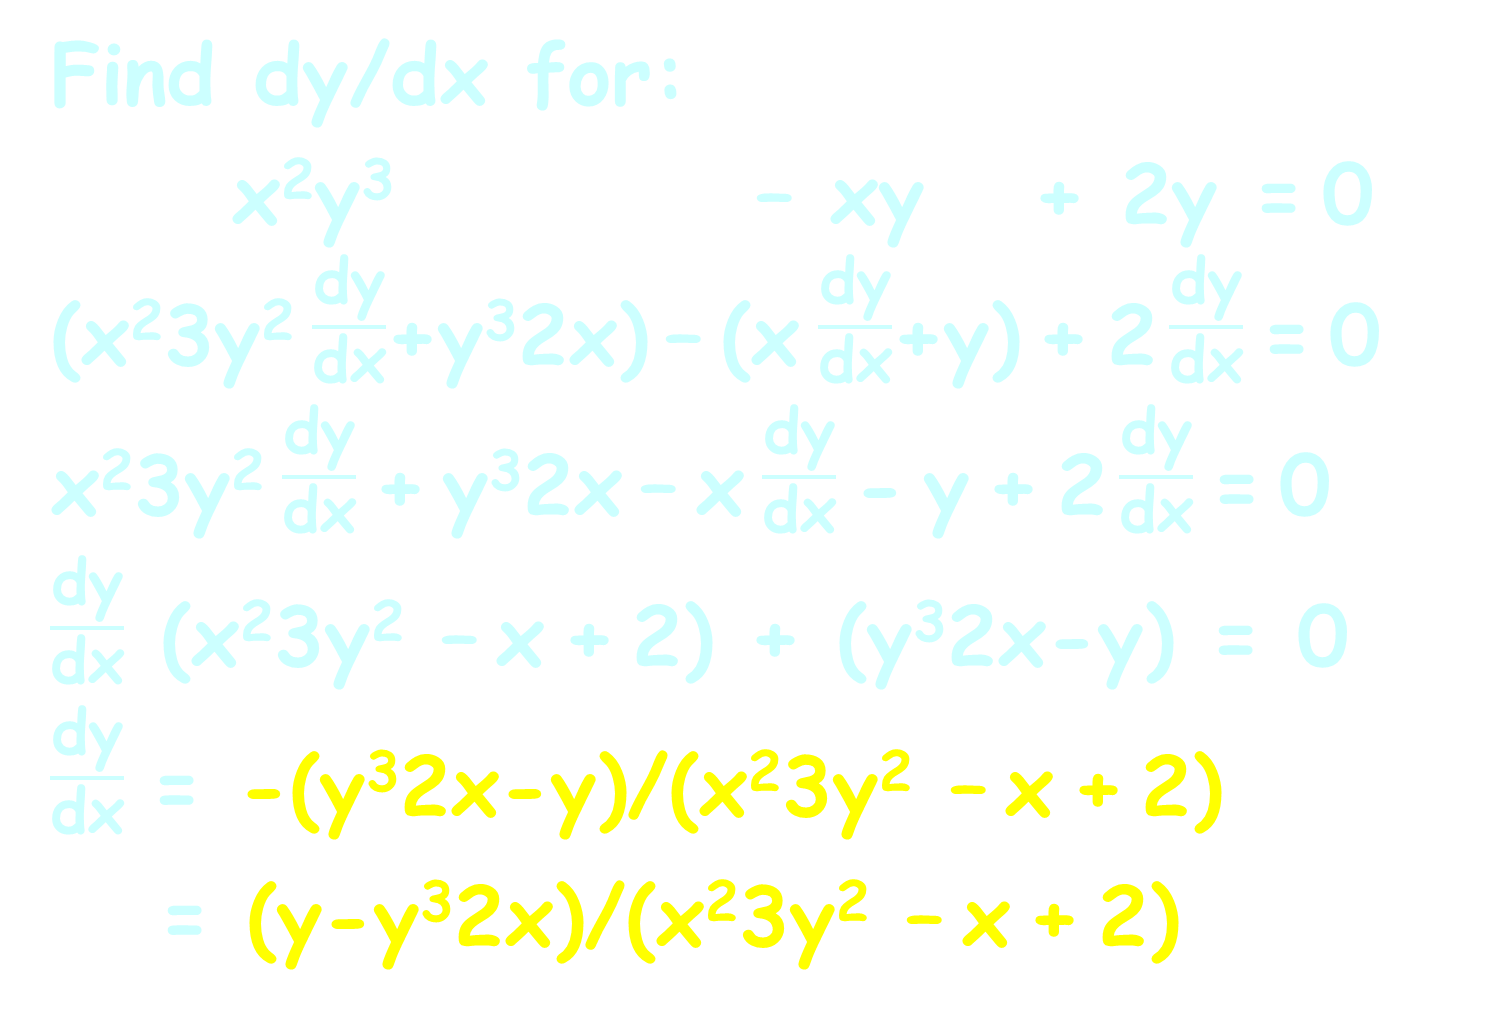 Find dy/dx for:
x²y³ – xy + 2y = 0
(x²3y² dy/dx +y³2x) – (x dy/dx +y) + 2 dy/dx = 0
x²3y² dy/dx + y³2x – x dy/dx – y + 2 dy/dx = 0
dy/dx (x²3y² – x + 2) + (y³2x–y) = 0
dy/dx = -(y³2x–y)/(x²3y² – x + 2)
= (y–y³2x)/(x²3y² – x + 2)